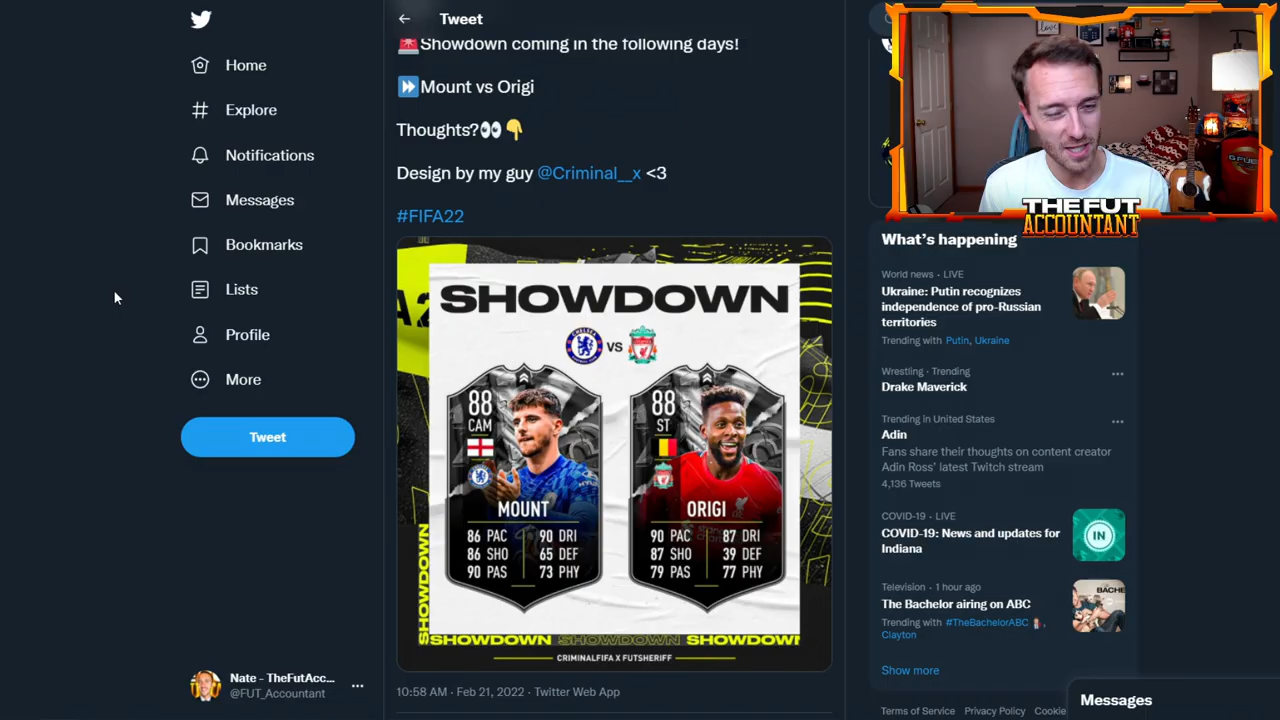 Home
Explore
Notifications
Messages
Bookmarks
Lists
Profile
More
Tweet
Nate - TheFutAcc...
@FUT_Accountant
Tweet
🚨Showdown coming in the following days!
⏩Mount vs Origi
Thoughts?👀👇
Design by my guy @Criminal__x <3
#FIFA22
SHOWDOWN
VS
88
CAM
MOUNT
86 PAC 90 DRI
86 SHO 65 DEF
90 PAS 73 PHY
88
ST
ORIGI
90 PAC 87 DRI
87 SHO 39 DEF
79 PAS 77 PHY
SHOWDOWN
SHOWDOWN SHOWDOWN SHOWDOWN
CRIMINALFIFA X FUTSHERIFF
10:58 AM · Feb 21, 2022 · Twitter Web App
THE FUT
ACCOUNTANT
What's happening
World news · LIVE
Ukraine: Putin recognizes
independence of pro-Russian
territories
Trending with Putin, Ukraine
Wrestling · Trending
Drake Maverick
Trending in United States
Adin
Fans share their thoughts on content creator
Adin Ross' latest Twitch stream
4,136 Tweets
COVID-19 · LIVE
COVID-19: News and updates for
Indiana
IN
Television · 1 hour ago
The Bachelor airing on ABC
Trending with #TheBachelorABC 🌹,
Clayton
BACHE
Show more
Terms of Service Privacy Policy Cookie
Messages